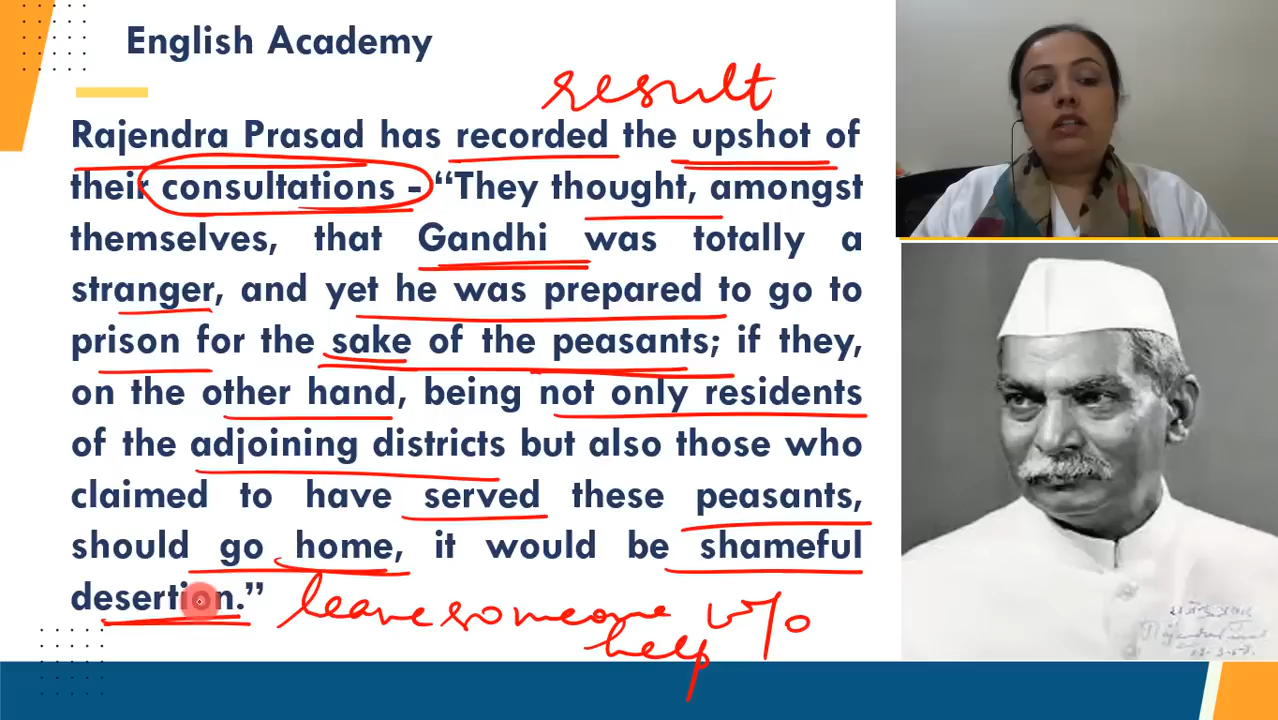 English Academy
result
Rajendra Prasad has recorded the upshot of
their consultations - “They thought, amongst
themselves, that Gandhi was totally a
stranger, and yet he was prepared to go to
prison for the sake of the peasants; if they,
on the other hand, being not only residents
of the adjoining districts but also those who
claimed to have served these peasants,
should go home, it would be shameful
desertion.”
leave someone w/o
help